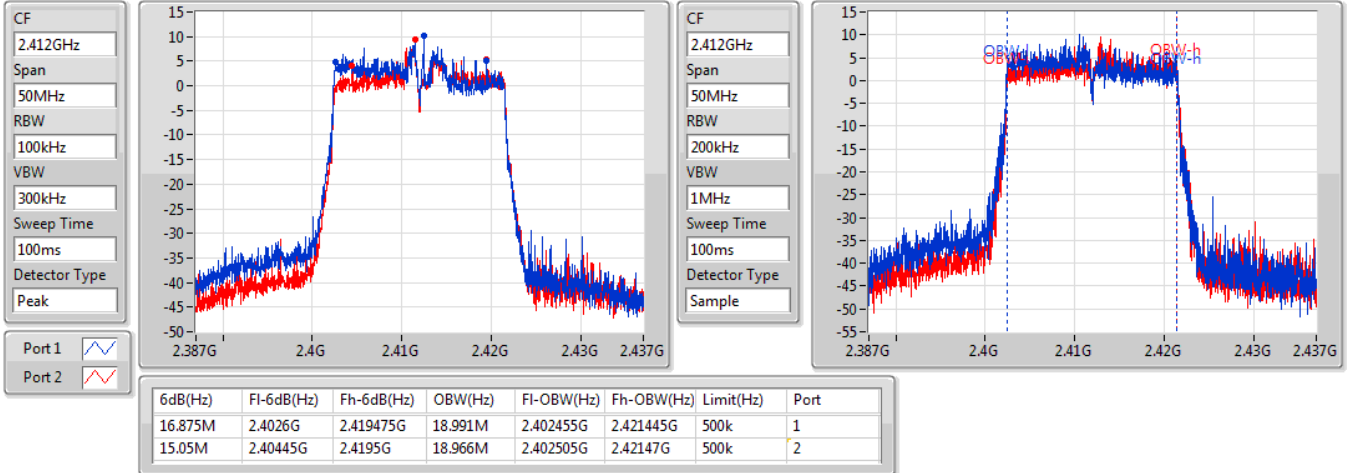 CF
2.412GHz
Span
50MHz
RBW
100kHz
VBW
300kHz
Sweep Time
100ms
Detector Type
Peak
Port 1
Port 2
15
10
5
0
-5
-10
-15
-20
-25
-30
-35
-40
-45
-50
2.387G 2.4G 2.41G 2.42G 2.43G 2.437G
CF
2.412GHz
Span
50MHz
RBW
200kHz
VBW
1MHz
Sweep Time
100ms
Detector Type
Sample
15
10
5
0
-5
-10
-15
-20
-25
-30
-35
-40
-45
-50
-55
OBW-h
OBW-h
2.387G 2.4G 2.41G 2.42G 2.43G 2.437G
6dB(Hz) Fl-6dB(Hz) Fh-6dB(Hz) OBW(Hz) Fl-OBW(Hz) Fh-OBW(Hz) Limit(Hz) Port
16.875M 2.4026G 2.419475G 18.991M 2.402455G 2.421445G 500k 1
15.05M 2.40445G 2.4195G 18.966M 2.402505G 2.42147G 500k 2